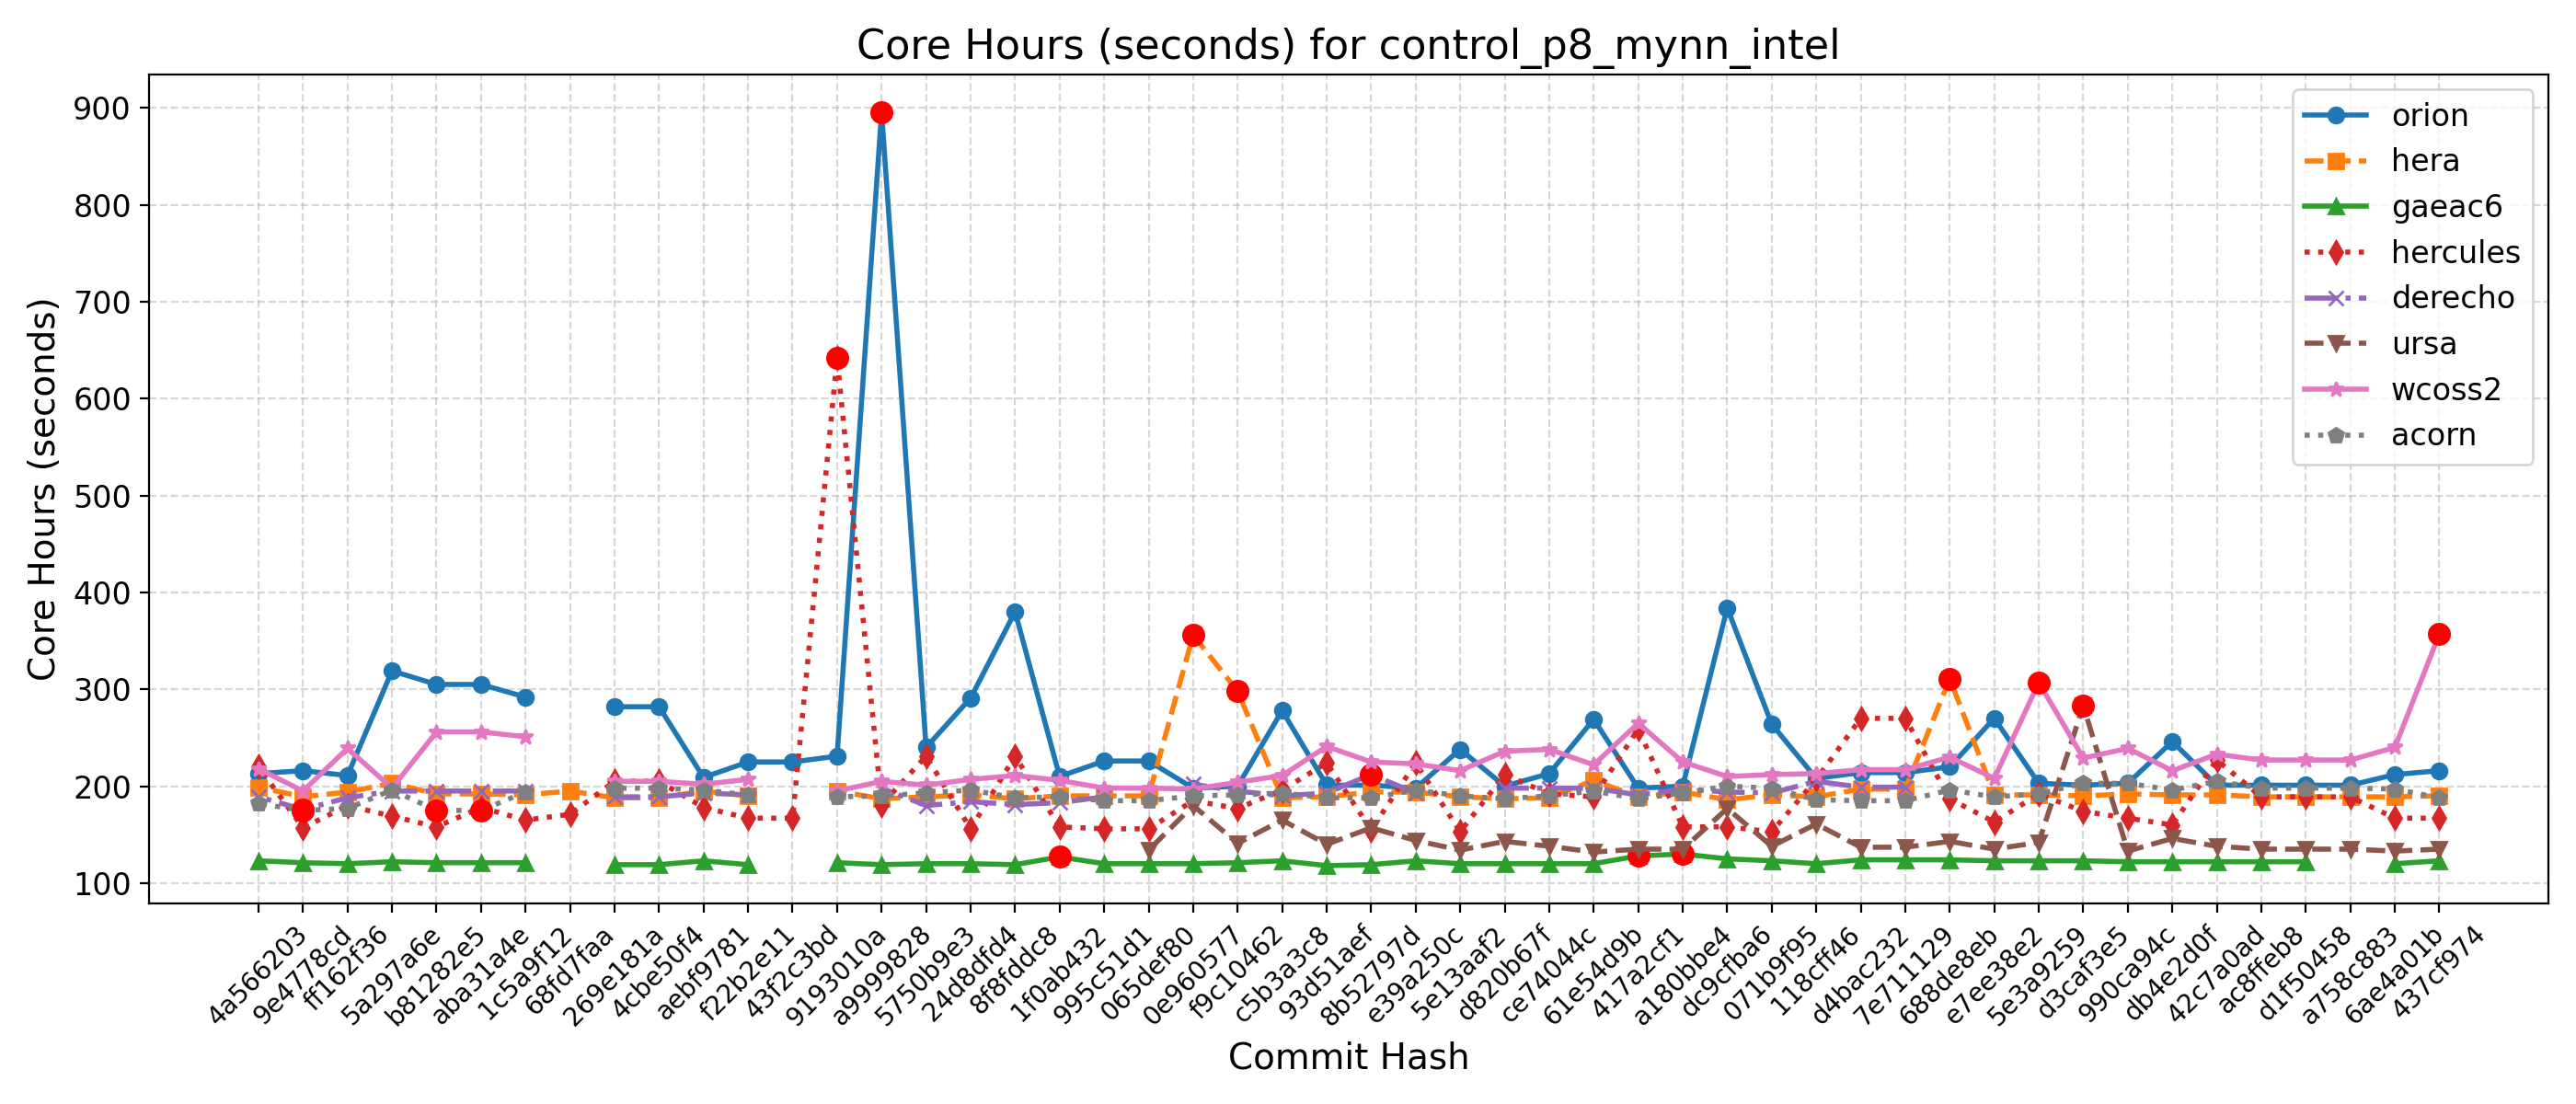 Core Hours (seconds) for control_p8_mynn_intel
Core Hours (seconds)
900
800
700
600
500
400
300
200
100
orion
hera
gaeac6
hercules
derecho
ursa
wcoss2
acorn
4a566203
9e4778cd
ff162f36
5a297a6e
b81282e5
aba31a4e
1c5a9f12
68fd7faa
269e181a
4cbe50f4
aebf9781
f22b2e11
43f2c3bd
9193010a
a9999828
5750b9e3
24d8dfd4
8f8fddc8
1f0ab432
995c51d1
065def80
0e960577
f9c10462
c5b3a3c8
93d51aef
8b52797d
e39a250c
5e13aaf2
d820b67f
ce74044c
61e54d9b
417a2cf1
a180bbe4
dc9cfba6
071b9f95
118cff46
d4bac232
7e711129
688de8eb
e7ee38e2
5e3a9259
d3caf3e5
990ca94c
db4e2d0f
42c7a0ad
ac8ffeb8
d1f50458
a758c883
6ae4a01b
437cf974
Commit Hash